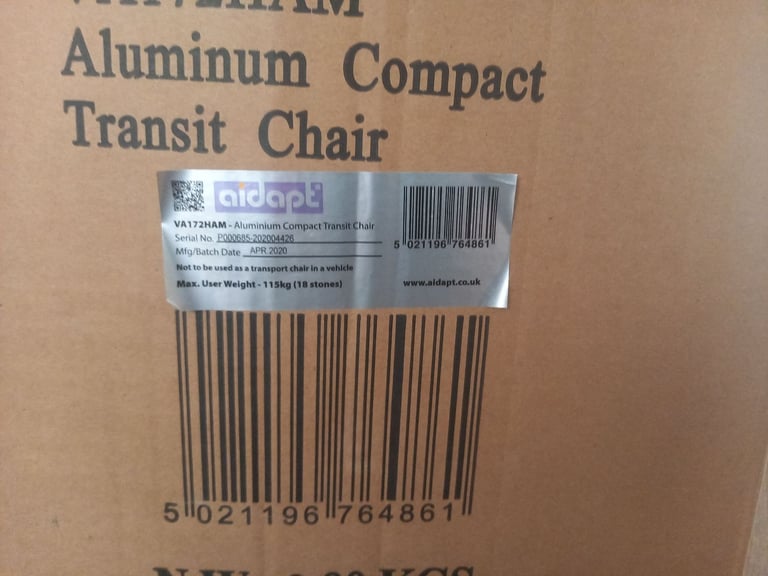 VA172HAM
Aluminum Compact
Transit Chair
aidapt
VA172HAM - Aluminium Compact Transit Chair
Serial No. P000685-202004426
Mfg/Batch Date APR.2020
Not to be used as a transport chair in a vehicle
Max. User Weight - 115kg (18 stones)
5 021196 764861
www.aidapt.co.uk
5 021196 764861
KGS